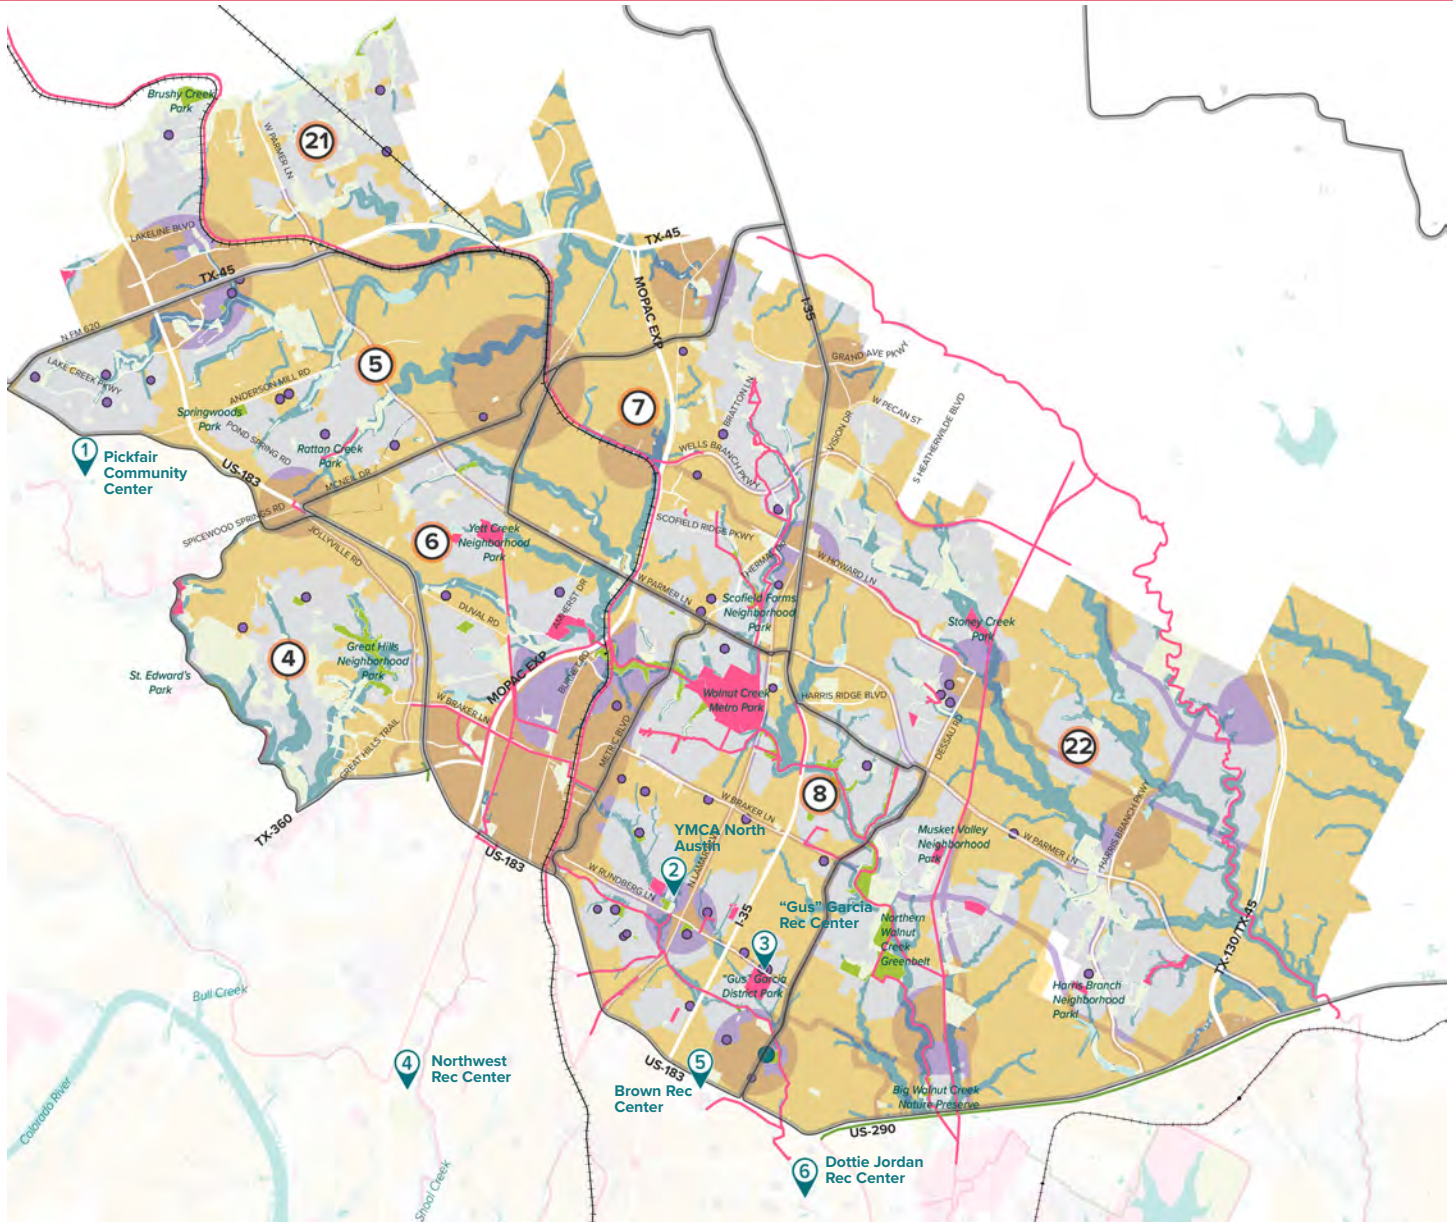 Brushy Creek
Park
21
W PARMER LN
LAKELINE BLVD
TX-45
TX-45
MOPAC EXP
I-35
N FM 620
LAKE CREEK PKWY
5
ANDERSON MILL RD
Springwoods
Park
POND SPRING RD
Rattan Creek
Park
MCNEIL DR
US-183
1
Pickfair
Community
Center
7
BRATTON LN
WELLS BRANCH PKWY
GRAND AVE PKWY
W PECAN ST
VISION DR
S HEATHERWILDE BLVD
SPICEWOOD SPRINGS RD
JOLLYVILLE RD
6
Yett Creek
Neighborhood
Park
SCOFIELD RIDGE PKWY
W HOWARD LN
W PARMER LN
Scofield Farms
Neighborhood
Park
DUVAL RD
AMHERST DR
Stoney Creek
Park
4
Great Hills
Neighborhood
Park
St. Edward's
Park
MOPAC EXP
BURNET RD
W BRAKER LN
GREAT HILLS TRAIL
METRIC BLVD
Walnut Creek
Metro Park
HARRIS RIDGE BLVD
DESSAU RD
22
8
TX-360
US-183
W BRAKER LN
YMCA North
Austin
2
N LAMAR BLVD
W RUNDBERG LN
I-35
Musket Valley
Neighborhood
Park
W PARMER LN
HARRIS BRANCH PKWY
"Gus" Garcia
Rec Center
3
"Gus" Garcia
District Park
Northern
Walnut
Creek
Greenbelt
Harris Branch
Neighborhood
Parkl
TX-130/TX-45
Bull Creek
Colorado River
4
Northwest
Rec Center
US-183
5
Brown Rec
Center
Big Walnut Creek
Nature Preserve
US-290
6
Dottie Jordan
Rec Center
Shoal Creek